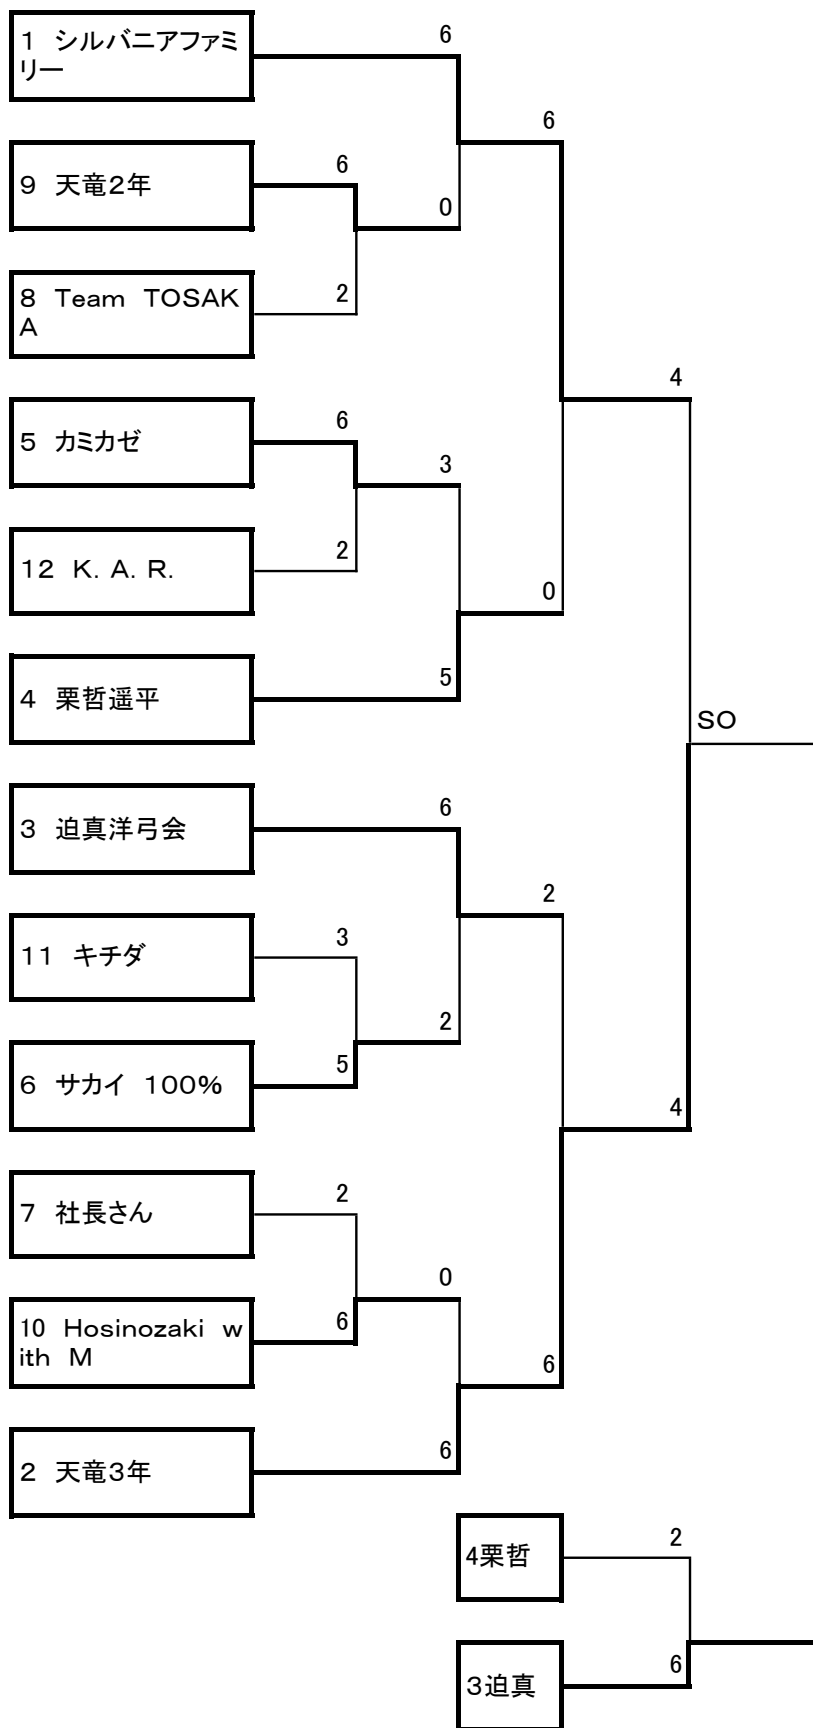 1 シルバニアファミ
リー
6
6
9 天竜2年
6
0
8 Team TOSAK
A
2
4
5 カミカゼ
6
3
12 K. A. R.
2
0
4 栗哲遥平
5
SO
3 迫真洋弓会
6
2
11 キチダ
3
2
6 サカイ 100%
5
4
7 社長さん
2
0
10 Hosinozaki w
ith M
6
6
2 天竜3年
6
4栗哲
2
3迫真
6